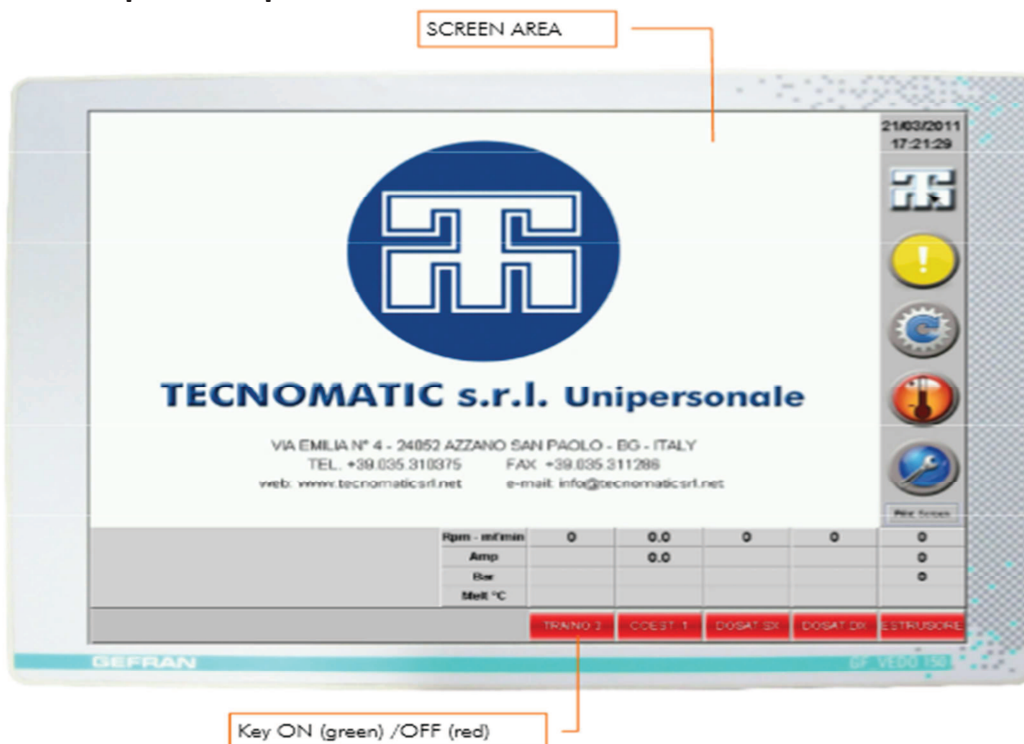 SCREEN AREA
21/03/2011
17:21:29
TECNOMATIC s.r.l. Unipersonale
VIA EMILIA N° 4 - 24052 AZZANO SAN PAOLO - BG - ITALY
TEL. +39.035.310375 FAX +39.035.311286
web: www.tecnomaticsrl.net e-mail: info@tecnomaticsrl.net
Print Screen
Rpm - mt\min 0 0.0 0 0 0
Amp 0.0 0
Bar 0
Melt °C
TRAINO 3 COEST. 1 DOSAT.SX DOSAT.DX ESTRUSORE
GEFRAN GF_VEDO 150
Key ON (green) /OFF (red)